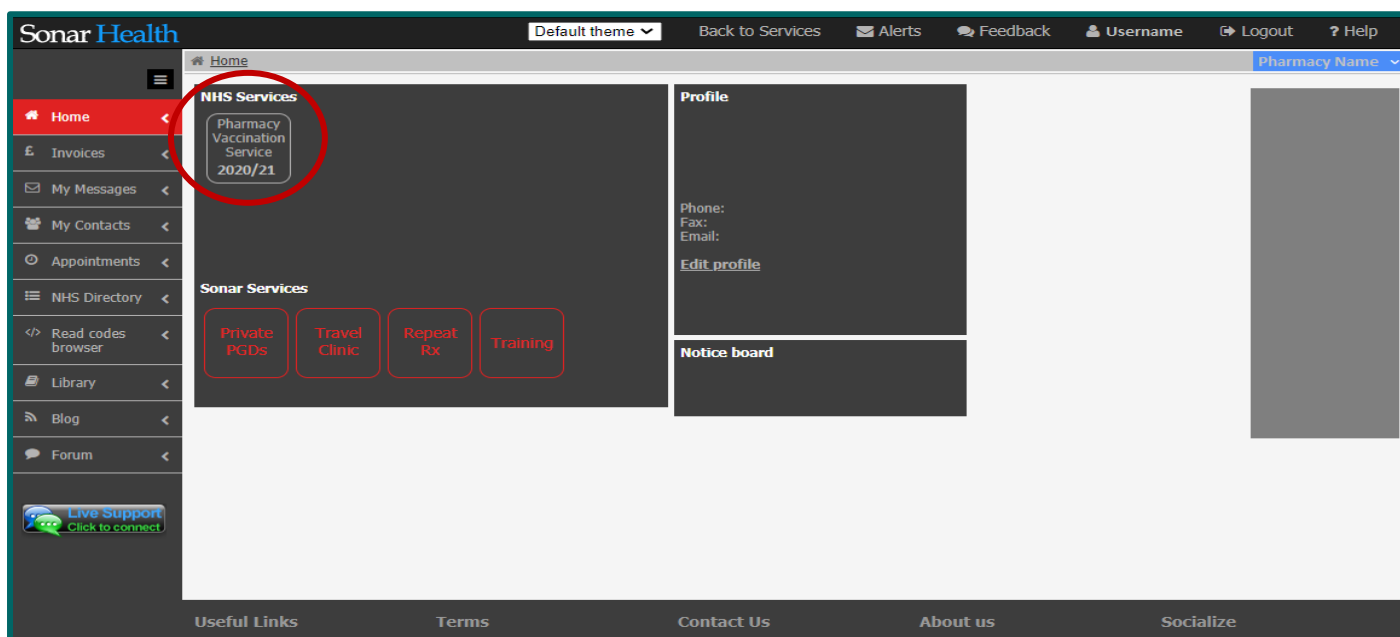 Sonar Health
Default theme
Back to Services
Alerts
Feedback
Username
Logout
? Help
Home
Pharmacy Name
Home
Invoices
My Messages
My Contacts
Appointments
NHS Directory
Read codes
browser
Library
Blog
Forum
Live Support
Click to connect
NHS Services
Pharmacy
Vaccination
Service
2020/21
Sonar Services
Private
PGDs
Travel
Clinic
Repeat
Rx
Training
Profile
Phone:
Fax:
Email:
Edit profile
Notice board
Useful Links
Terms
Contact Us
About us
Socialize